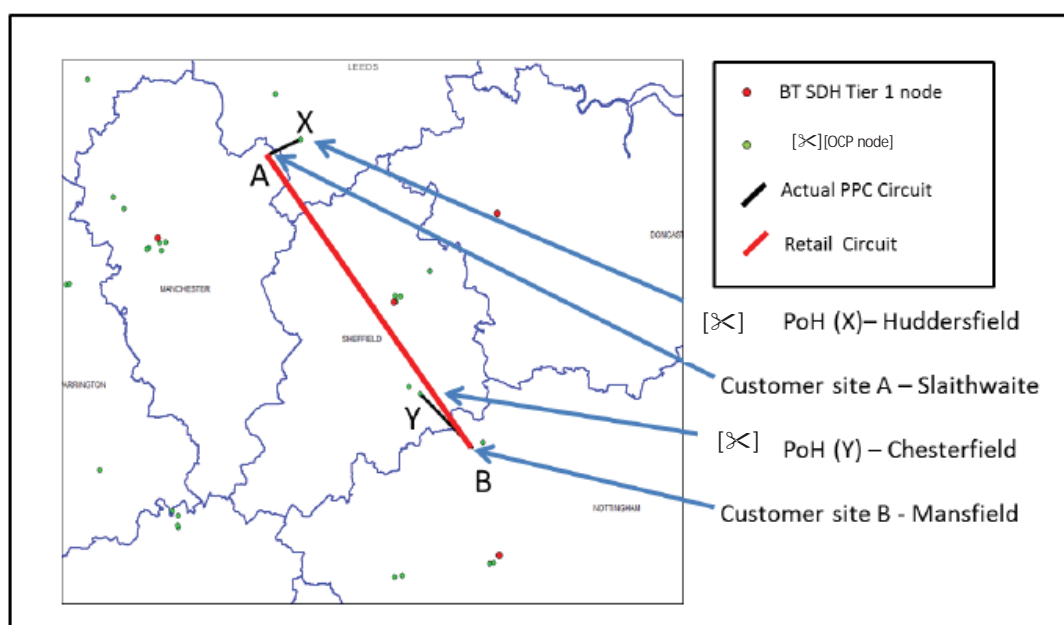 LEEDS
X
A
DONCAST
MANCHESTER
SHEFFIELD
ARRINGTON
Y
B
NOTTINGHAM
BT SDH Tier 1 node
[✂][OCP node]
Actual PPC Circuit
Retail Circuit
[✂] PoH (X)– Huddersfield
Customer site A – Slaithwaite
[✂] PoH (Y) – Chesterfield
Customer site B - Mansfield